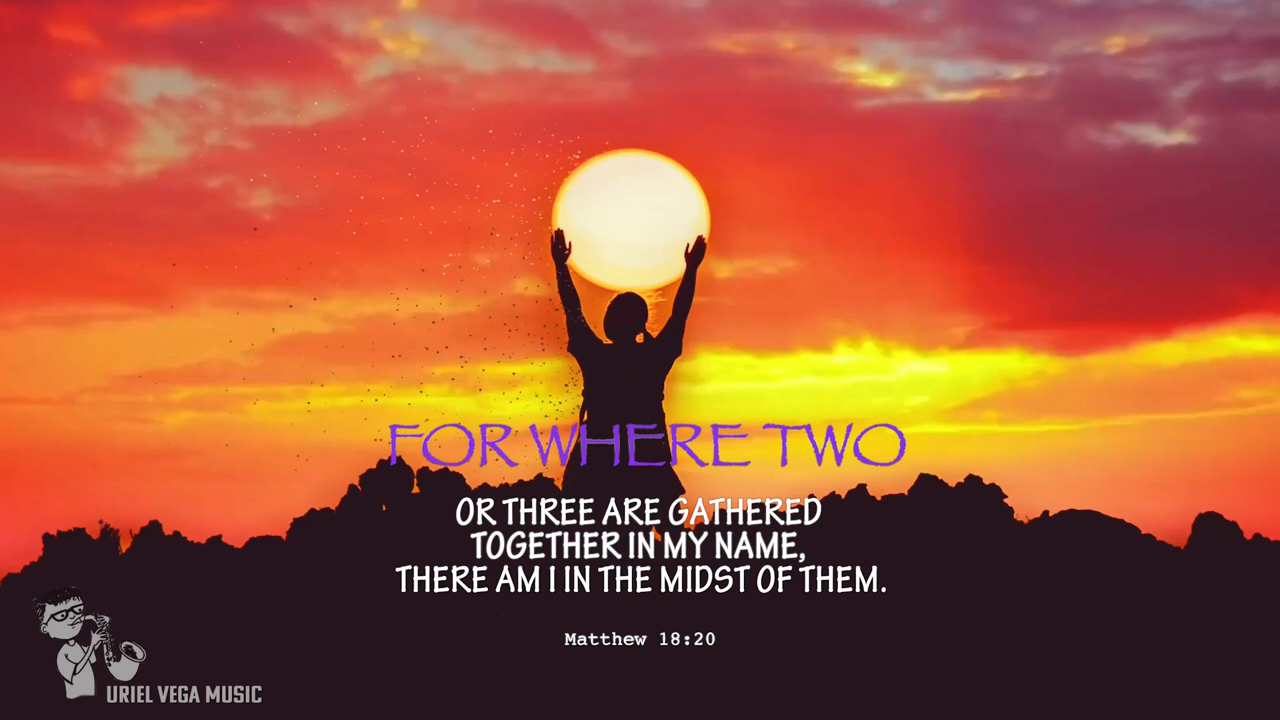 FOR WHERE TWO
OR THREE ARE GATHERED
TOGETHER IN MY NAME,
THERE AM I IN THE MIDST OF THEM.
Matthew 18:20
URIEL VEGA MUSIC